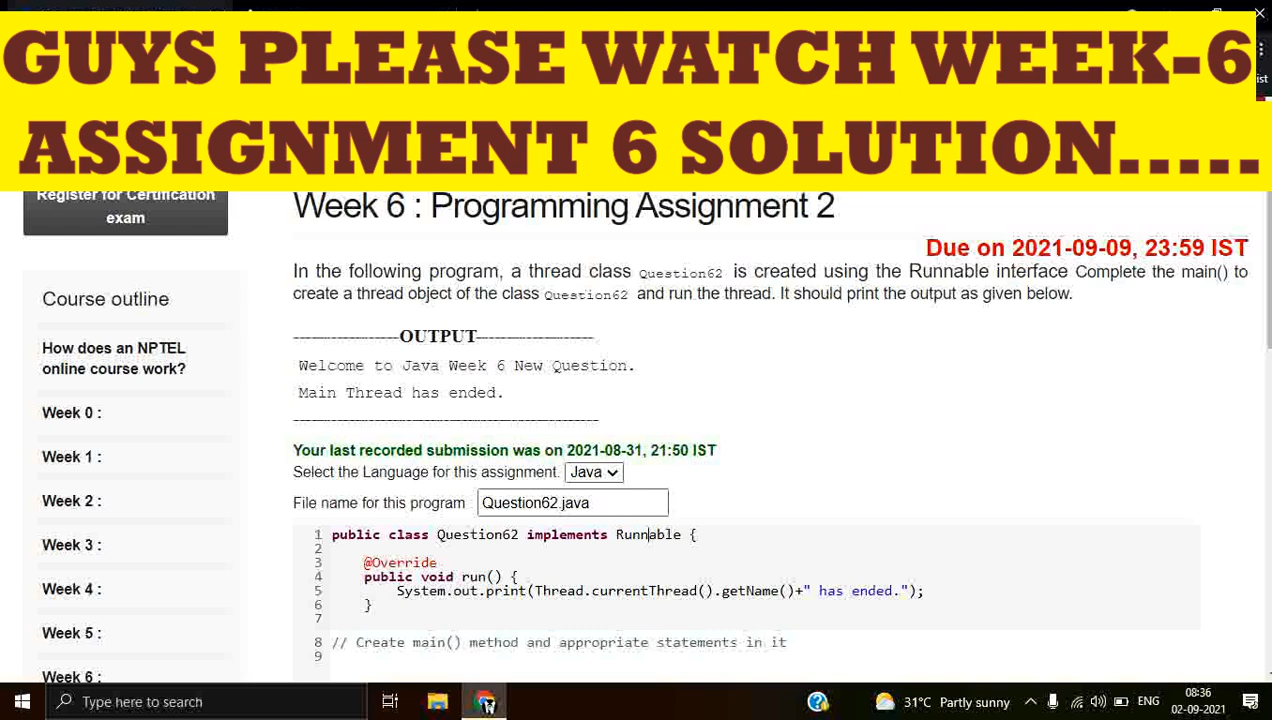 GUYS PLEASE WATCH WEEK-6
ASSIGNMENT 6 SOLUTION.....
Register for Certification
exam
Week 6 : Programming Assignment 2
Due on 2021-09-09, 23:59 IST
In the following program, a thread class Question62 is created using the Runnable interface Complete the main() to
create a thread object of the class Question62 and run the thread. It should print the output as given below.
Course outline
How does an NPTEL
online course work?
Week 0 :
Week 1 :
Week 2 :
Week 3 :
Week 4 :
Week 5 :
Week 6 :
---------------------OUTPUT-----------------------
Welcome to Java Week 6 New Question.
Main Thread has ended.
------------------------------------------------------------
Your last recorded submission was on 2021-08-31, 21:50 IST
Select the Language for this assignment. Java
File name for this program Question62.java
1 public class Question62 implements Runnable {
2
3 @Override
4 public void run() {
5 System.out.print(Thread.currentThread().getName()+" has ended.");
6 }
7
8 // Create main() method and appropriate statements in it
9
Type here to search
31°C Partly sunny
ENG
08:36
02-09-2021